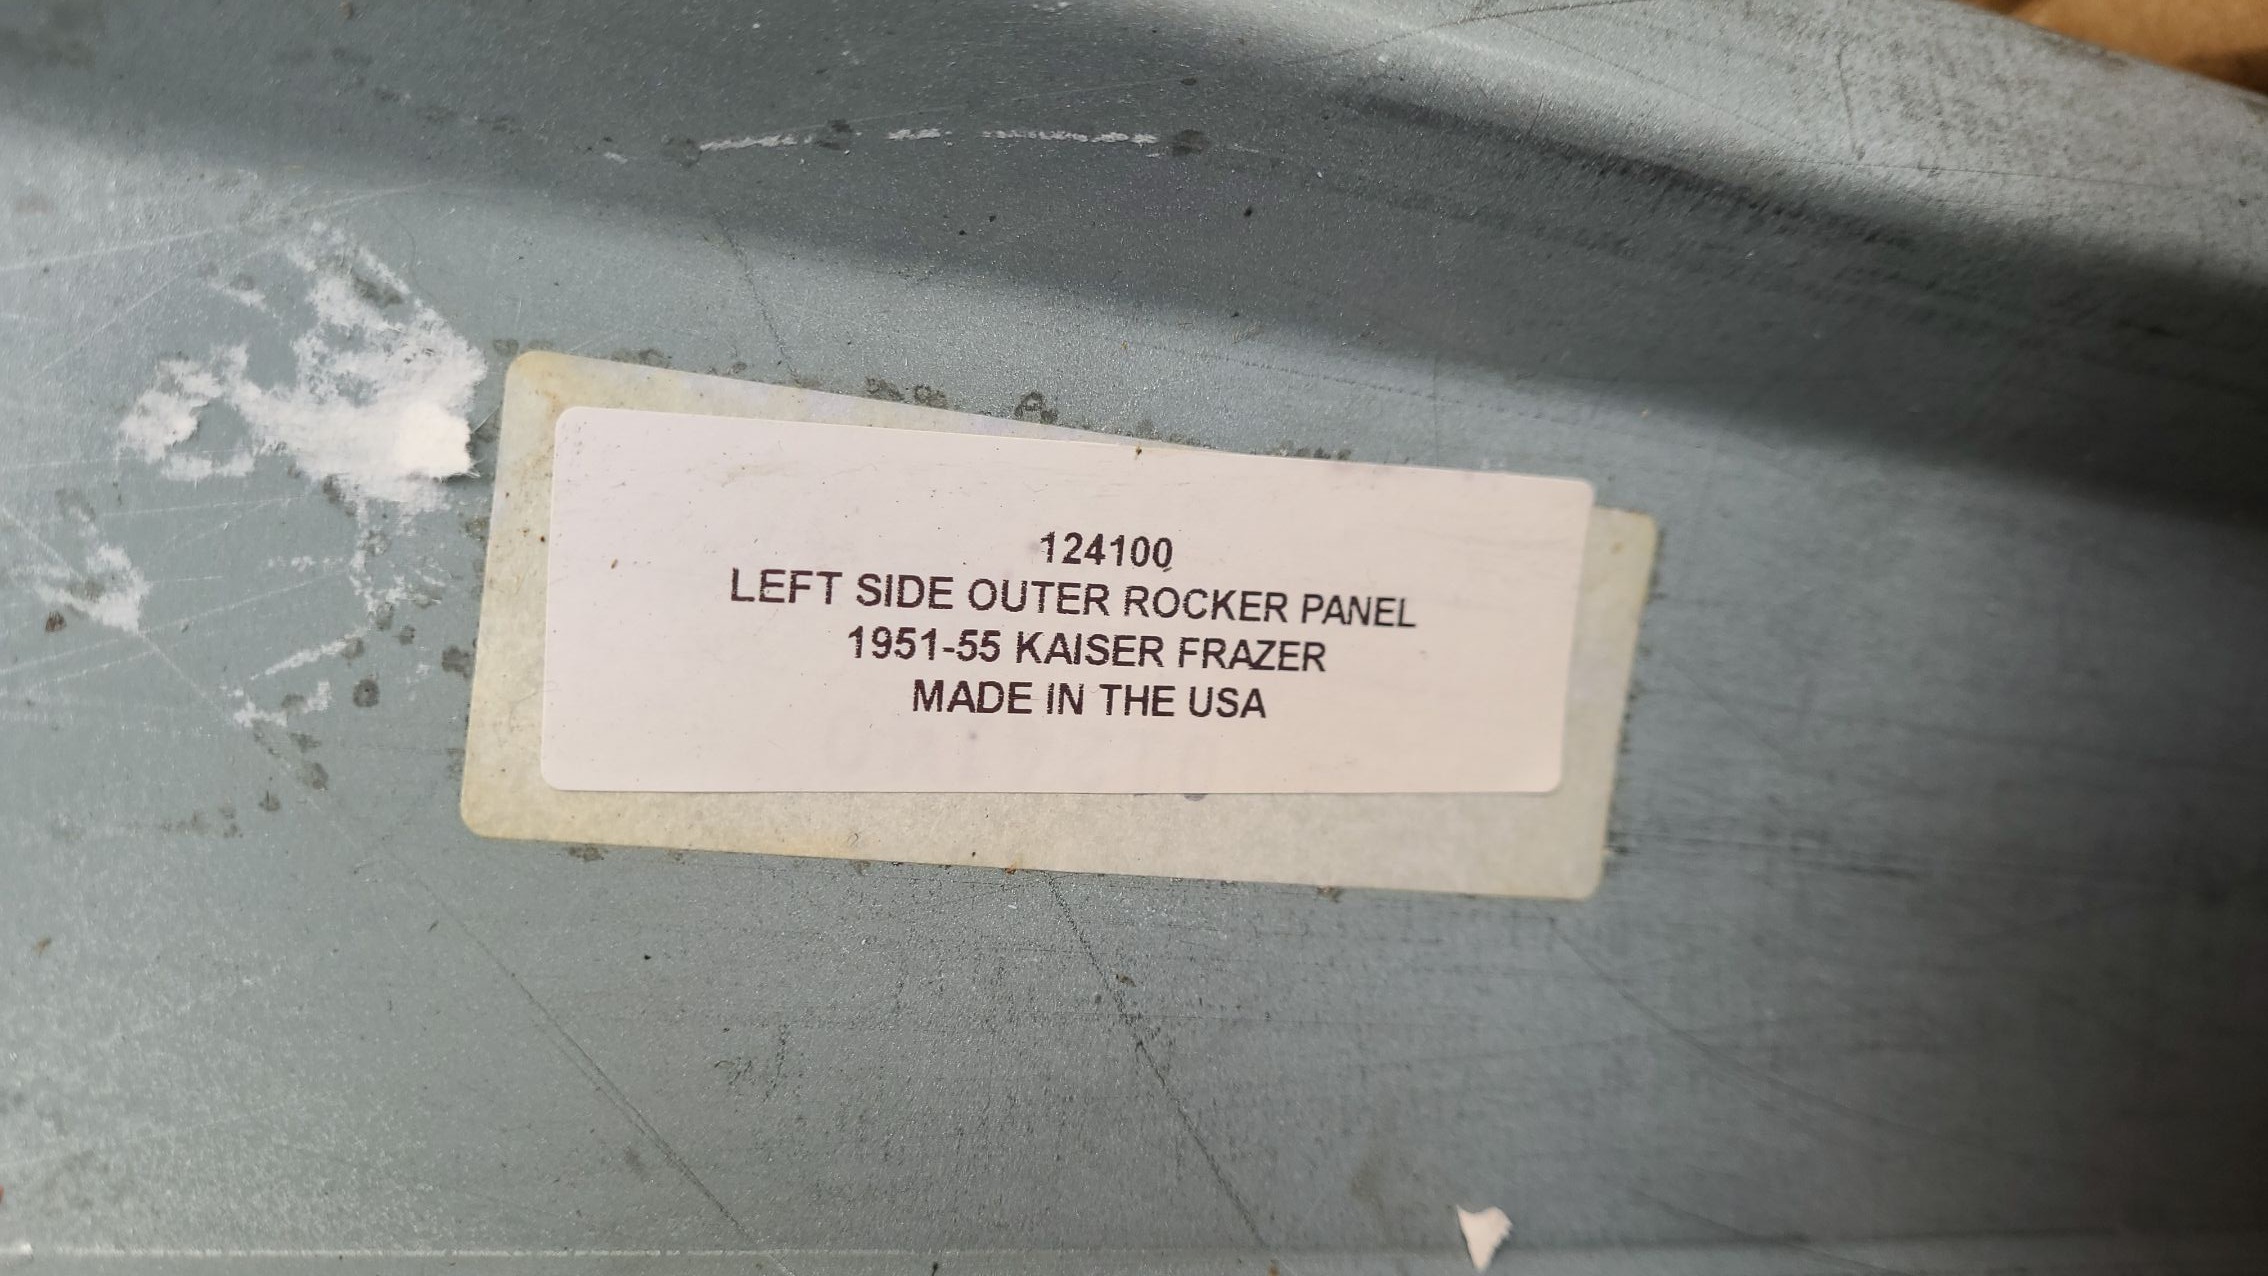 124100
LEFT SIDE OUTER ROCKER PANEL
1951-55 KAISER FRAZER
MADE IN THE USA